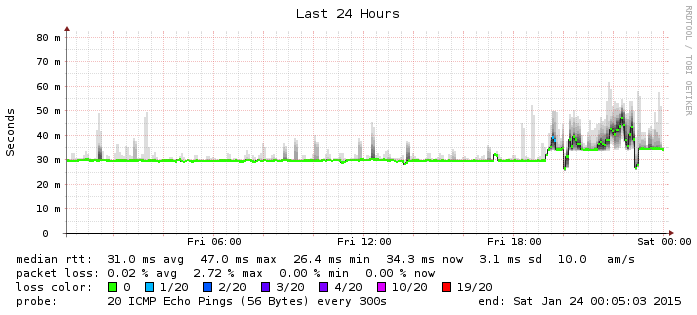 Last 24 Hours
RRDTOOL / TOBI OETIKER
Seconds
80 m
70 m
60 m
50 m
40 m
30 m
20 m
10 m
0
Fri 06:00 Fri 12:00 Fri 18:00 Sat 00:00
median rtt: 31.0 ms avg 47.0 ms max 26.4 ms min 34.3 ms now 3.1 ms sd 10.0 am/s
packet loss: 0.02 % avg 2.72 % max 0.00 % min 0.00 % now
loss color: 0 1/20 2/20 3/20 4/20 10/20 19/20
probe: 20 ICMP Echo Pings (56 Bytes) every 300s end: Sat Jan 24 00:05:03 2015